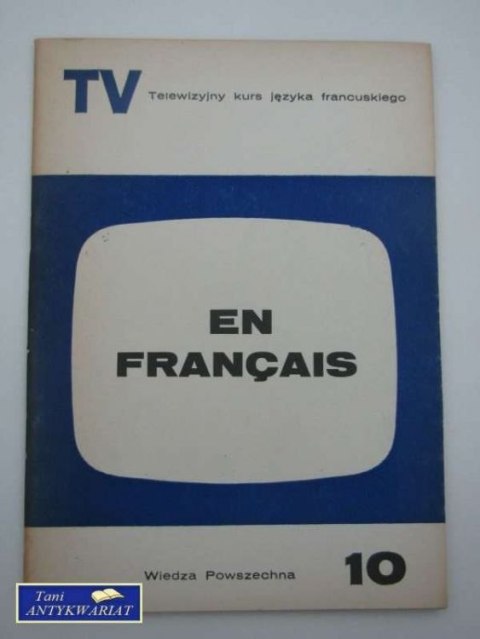 TV Telewizyjny kurs języka francuskiego
EN
FRANÇAIS
Wiedza Powszechna 10
Tani
ANTYKWARIAT